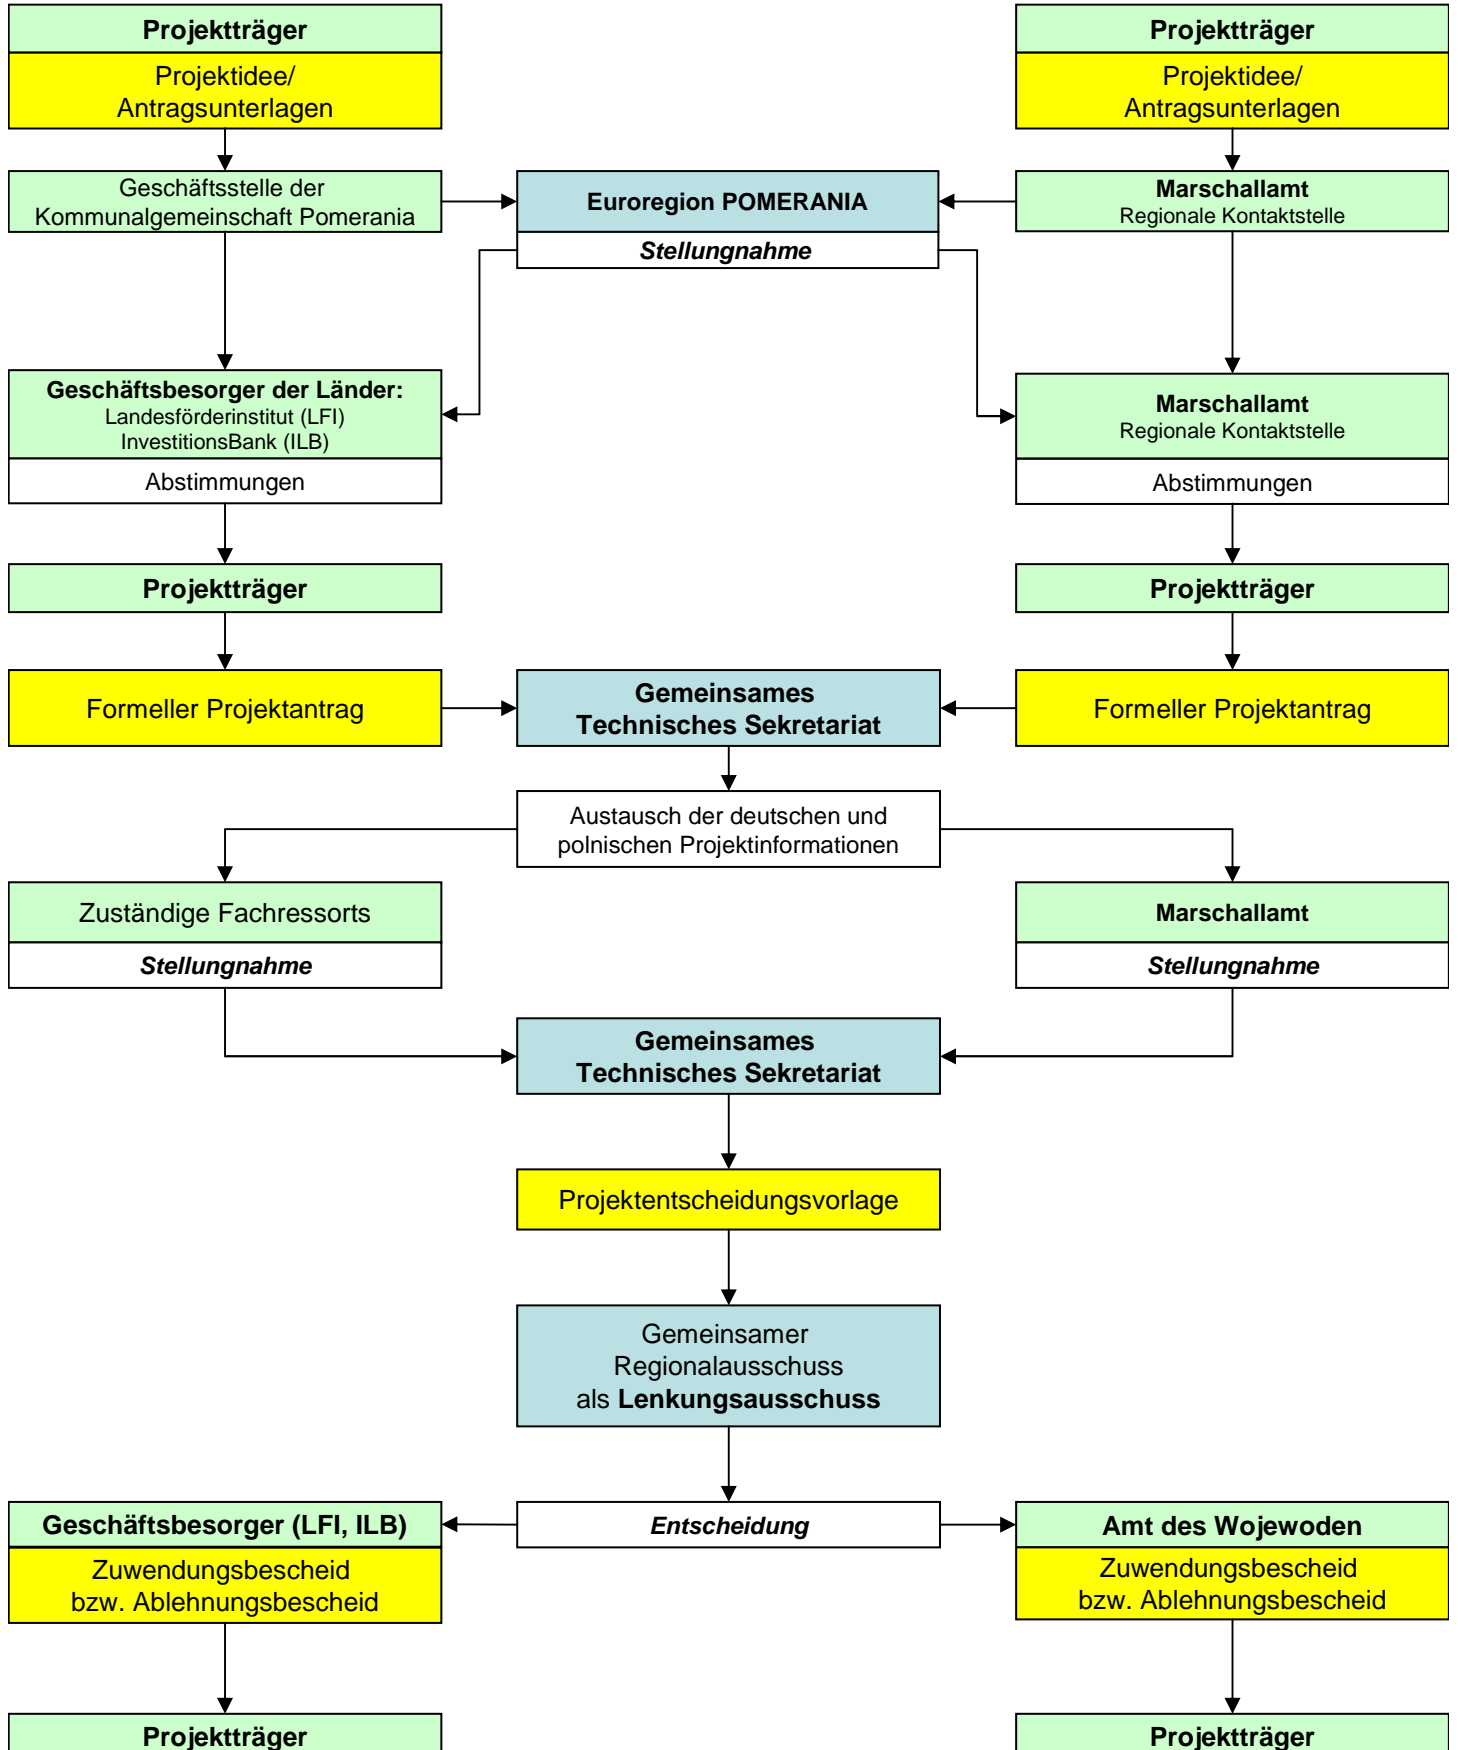 Projektträger
Projektidee/
Antragsunterlagen
Projektträger
Projektidee/
Antragsunterlagen
Geschäftsstelle der
Kommunalgemeinschaft Pomerania
Euroregion POMERANIA
Stellungnahme
Marschallamt
Regionale Kontaktstelle
Geschäftsbesorger der Länder:
Landesförderinstitut (LFI)
InvestitionsBank (ILB)
Abstimmungen
Marschallamt
Regionale Kontaktstelle
Abstimmungen
Projektträger
Projektträger
Formeller Projektantrag
Gemeinsames
Technisches Sekretariat
Formeller Projektantrag
Austausch der deutschen und
polnischen Projektinformationen
Zuständige Fachressorts
Stellungnahme
Marschallamt
Stellungnahme
Gemeinsames
Technisches Sekretariat
Projektentscheidungsvorlage
Gemeinsamer
Regionalausschuss
als Lenkungsausschuss
Geschäftsbesorger (LFI, ILB)
Zuwendungsbescheid
bzw. Ablehnungsbescheid
Entscheidung
Amt des Wojewoden
Zuwendungsbescheid
bzw. Ablehnungsbescheid
Projektträger
Projektträger